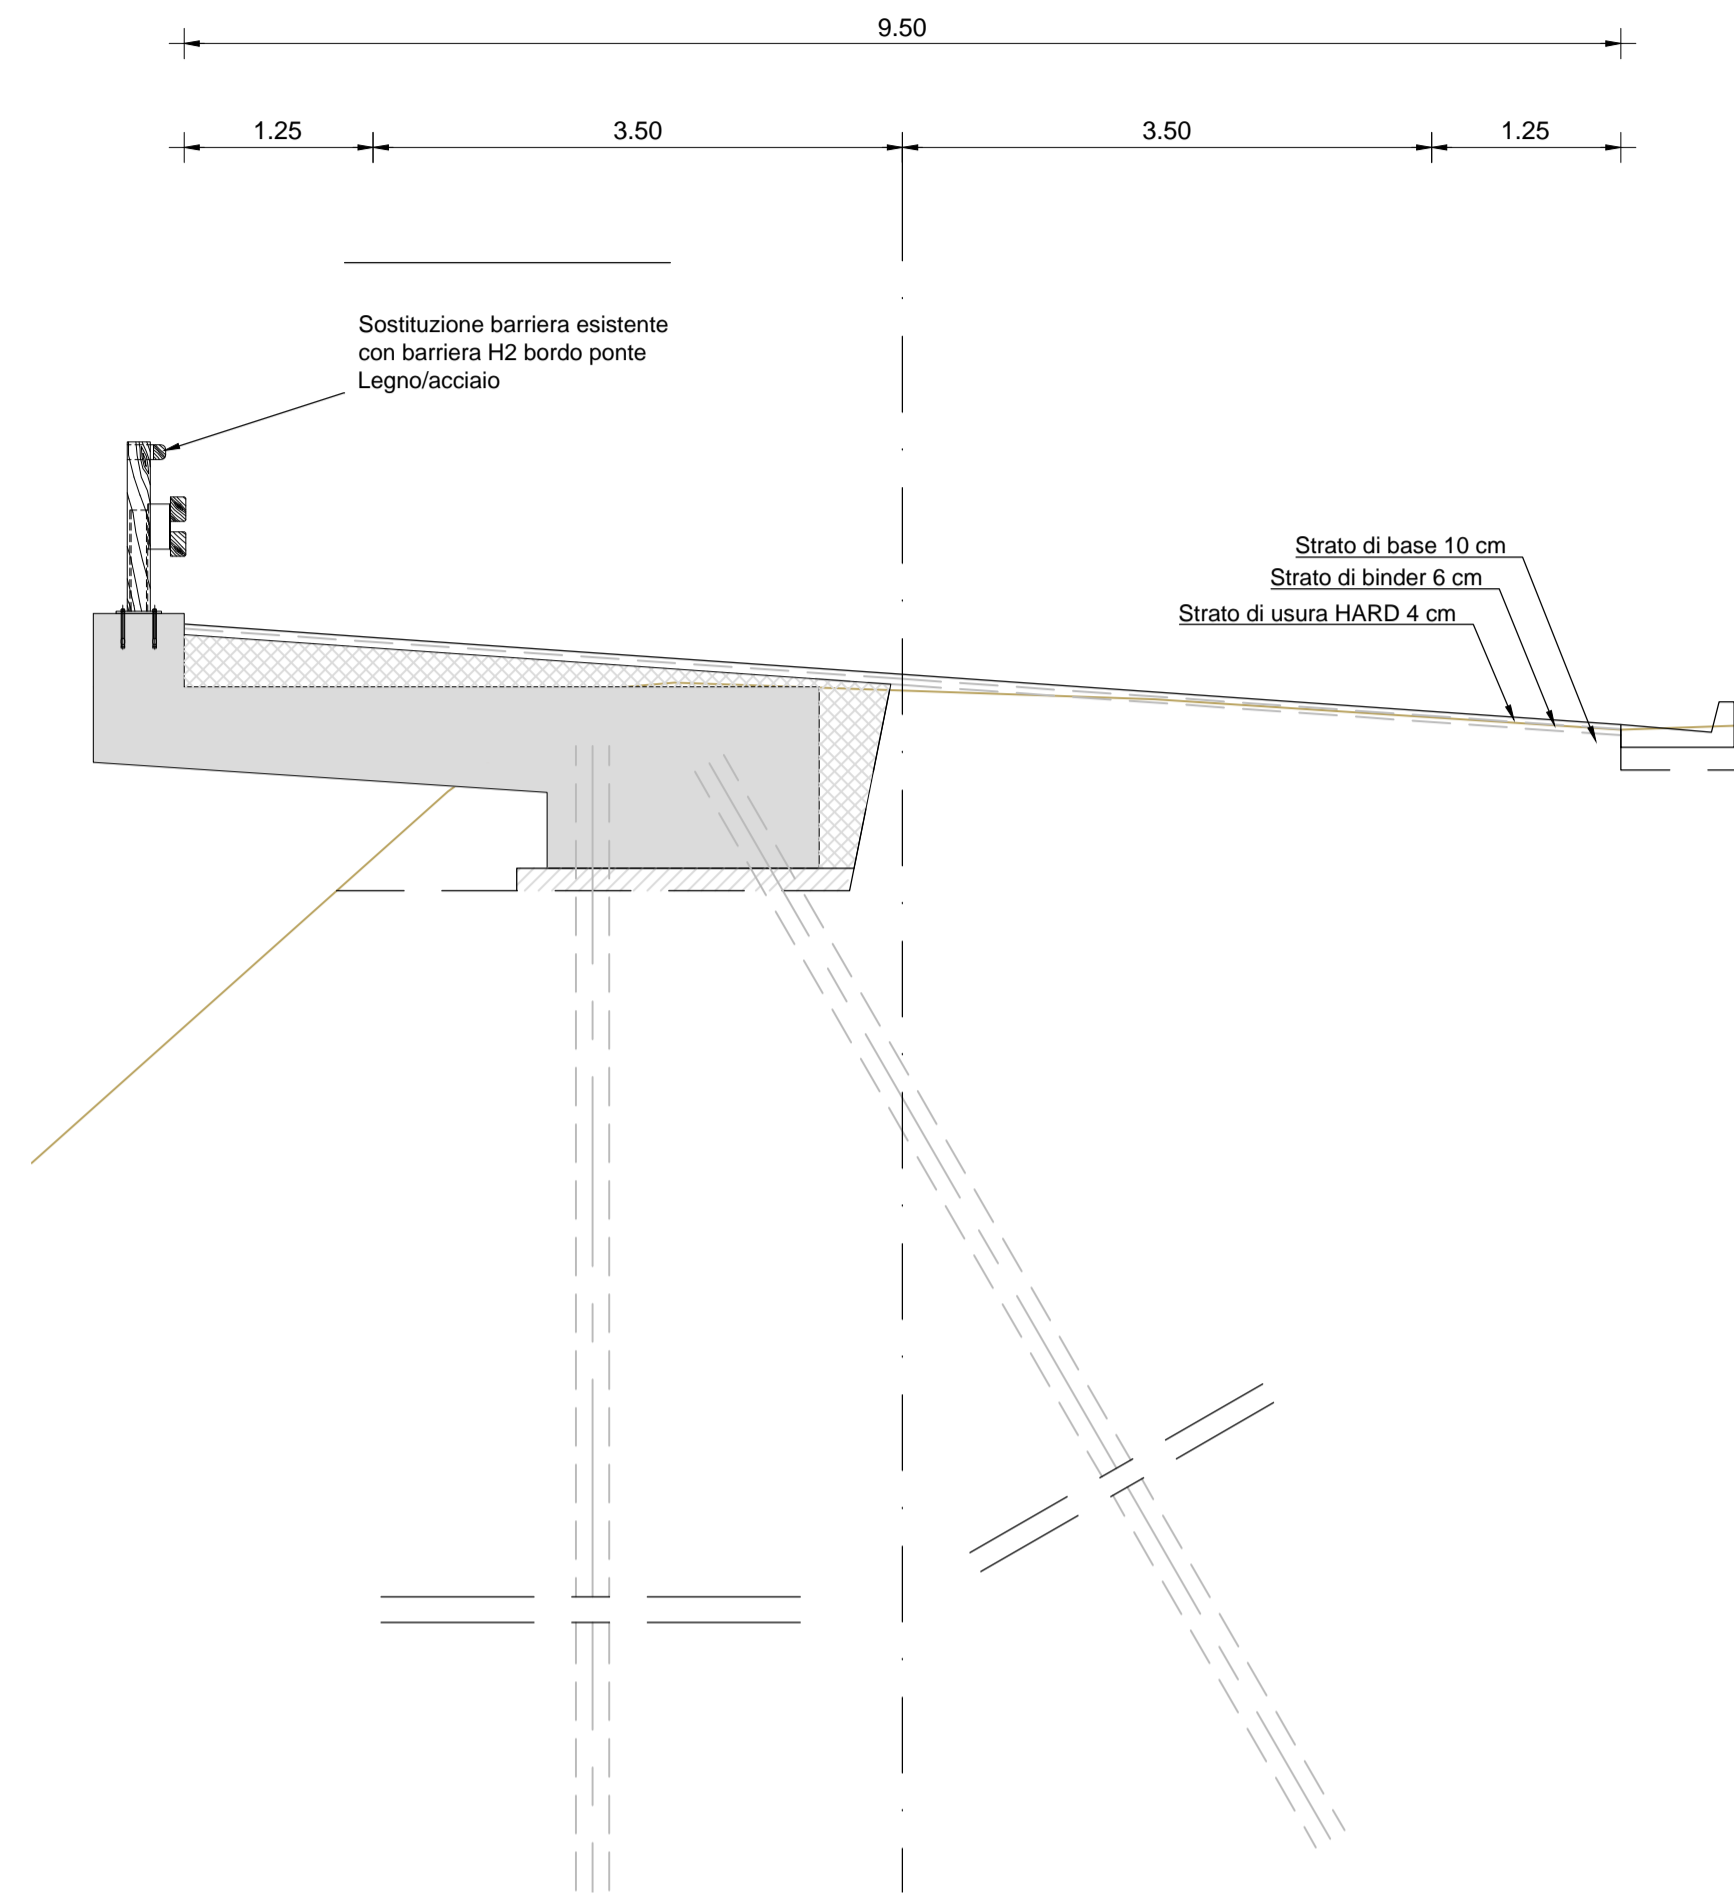 9.50
1.25
3.50
3.50
1.25
Sostituzione barriera esistente
con barriera H2 bordo ponte
Legno/acciaio
Strato di base 10 cm
Strato di binder 6 cm
Strato di usura HARD 4 cm